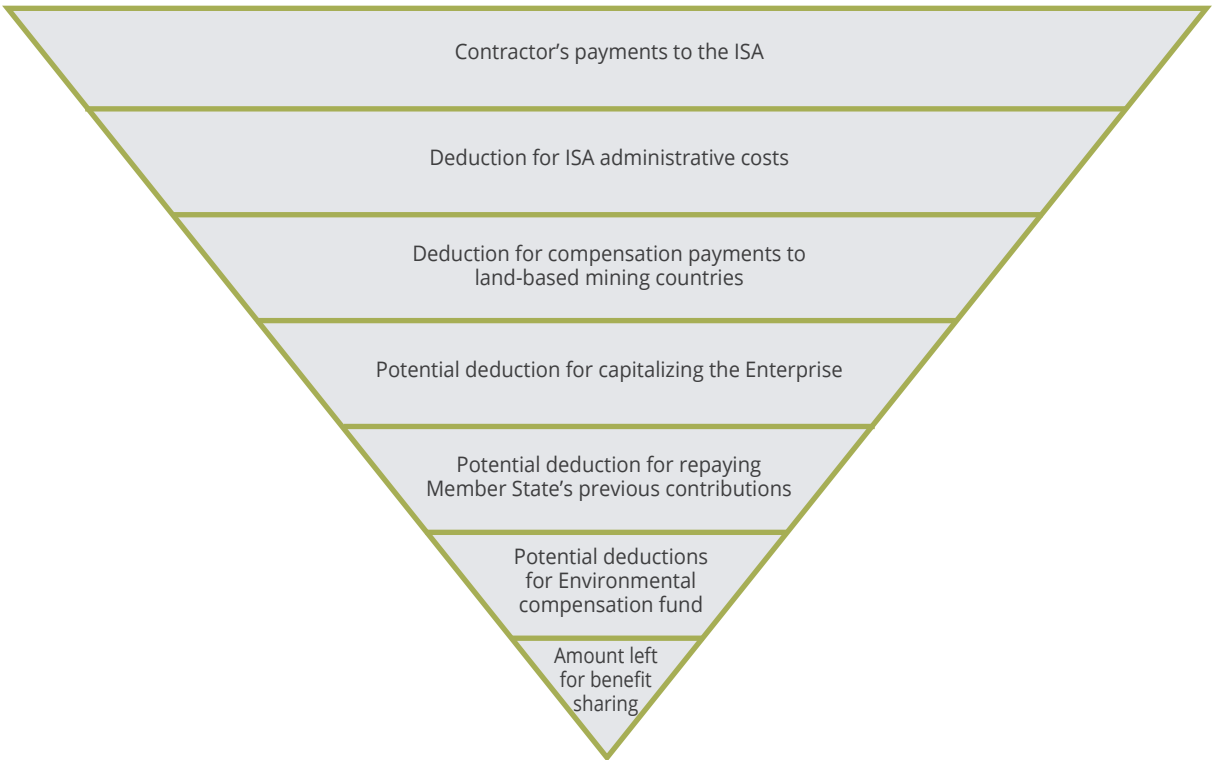 Contractor’s payments to the ISA
Deduction for ISA administrative costs
Deduction for compensation payments to
land-based mining countries
Potential deduction for capitalizing the Enterprise
Potential deduction for repaying
Member State’s previous contributions
Potential deductions
for Environmental
compensation fund
Amount left
for benefit
sharing